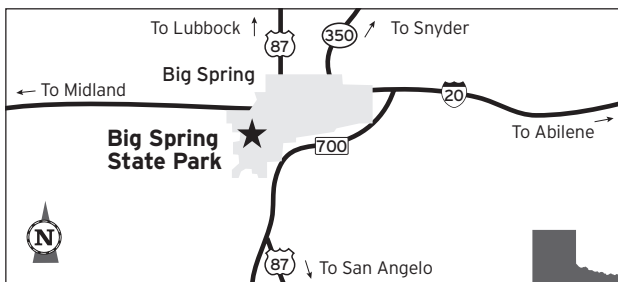 To Lubbock
87
350
To Snyder
Big Spring
To Midland
20
Big Spring
State Park
To Abilene
700
N
87
To San Angelo